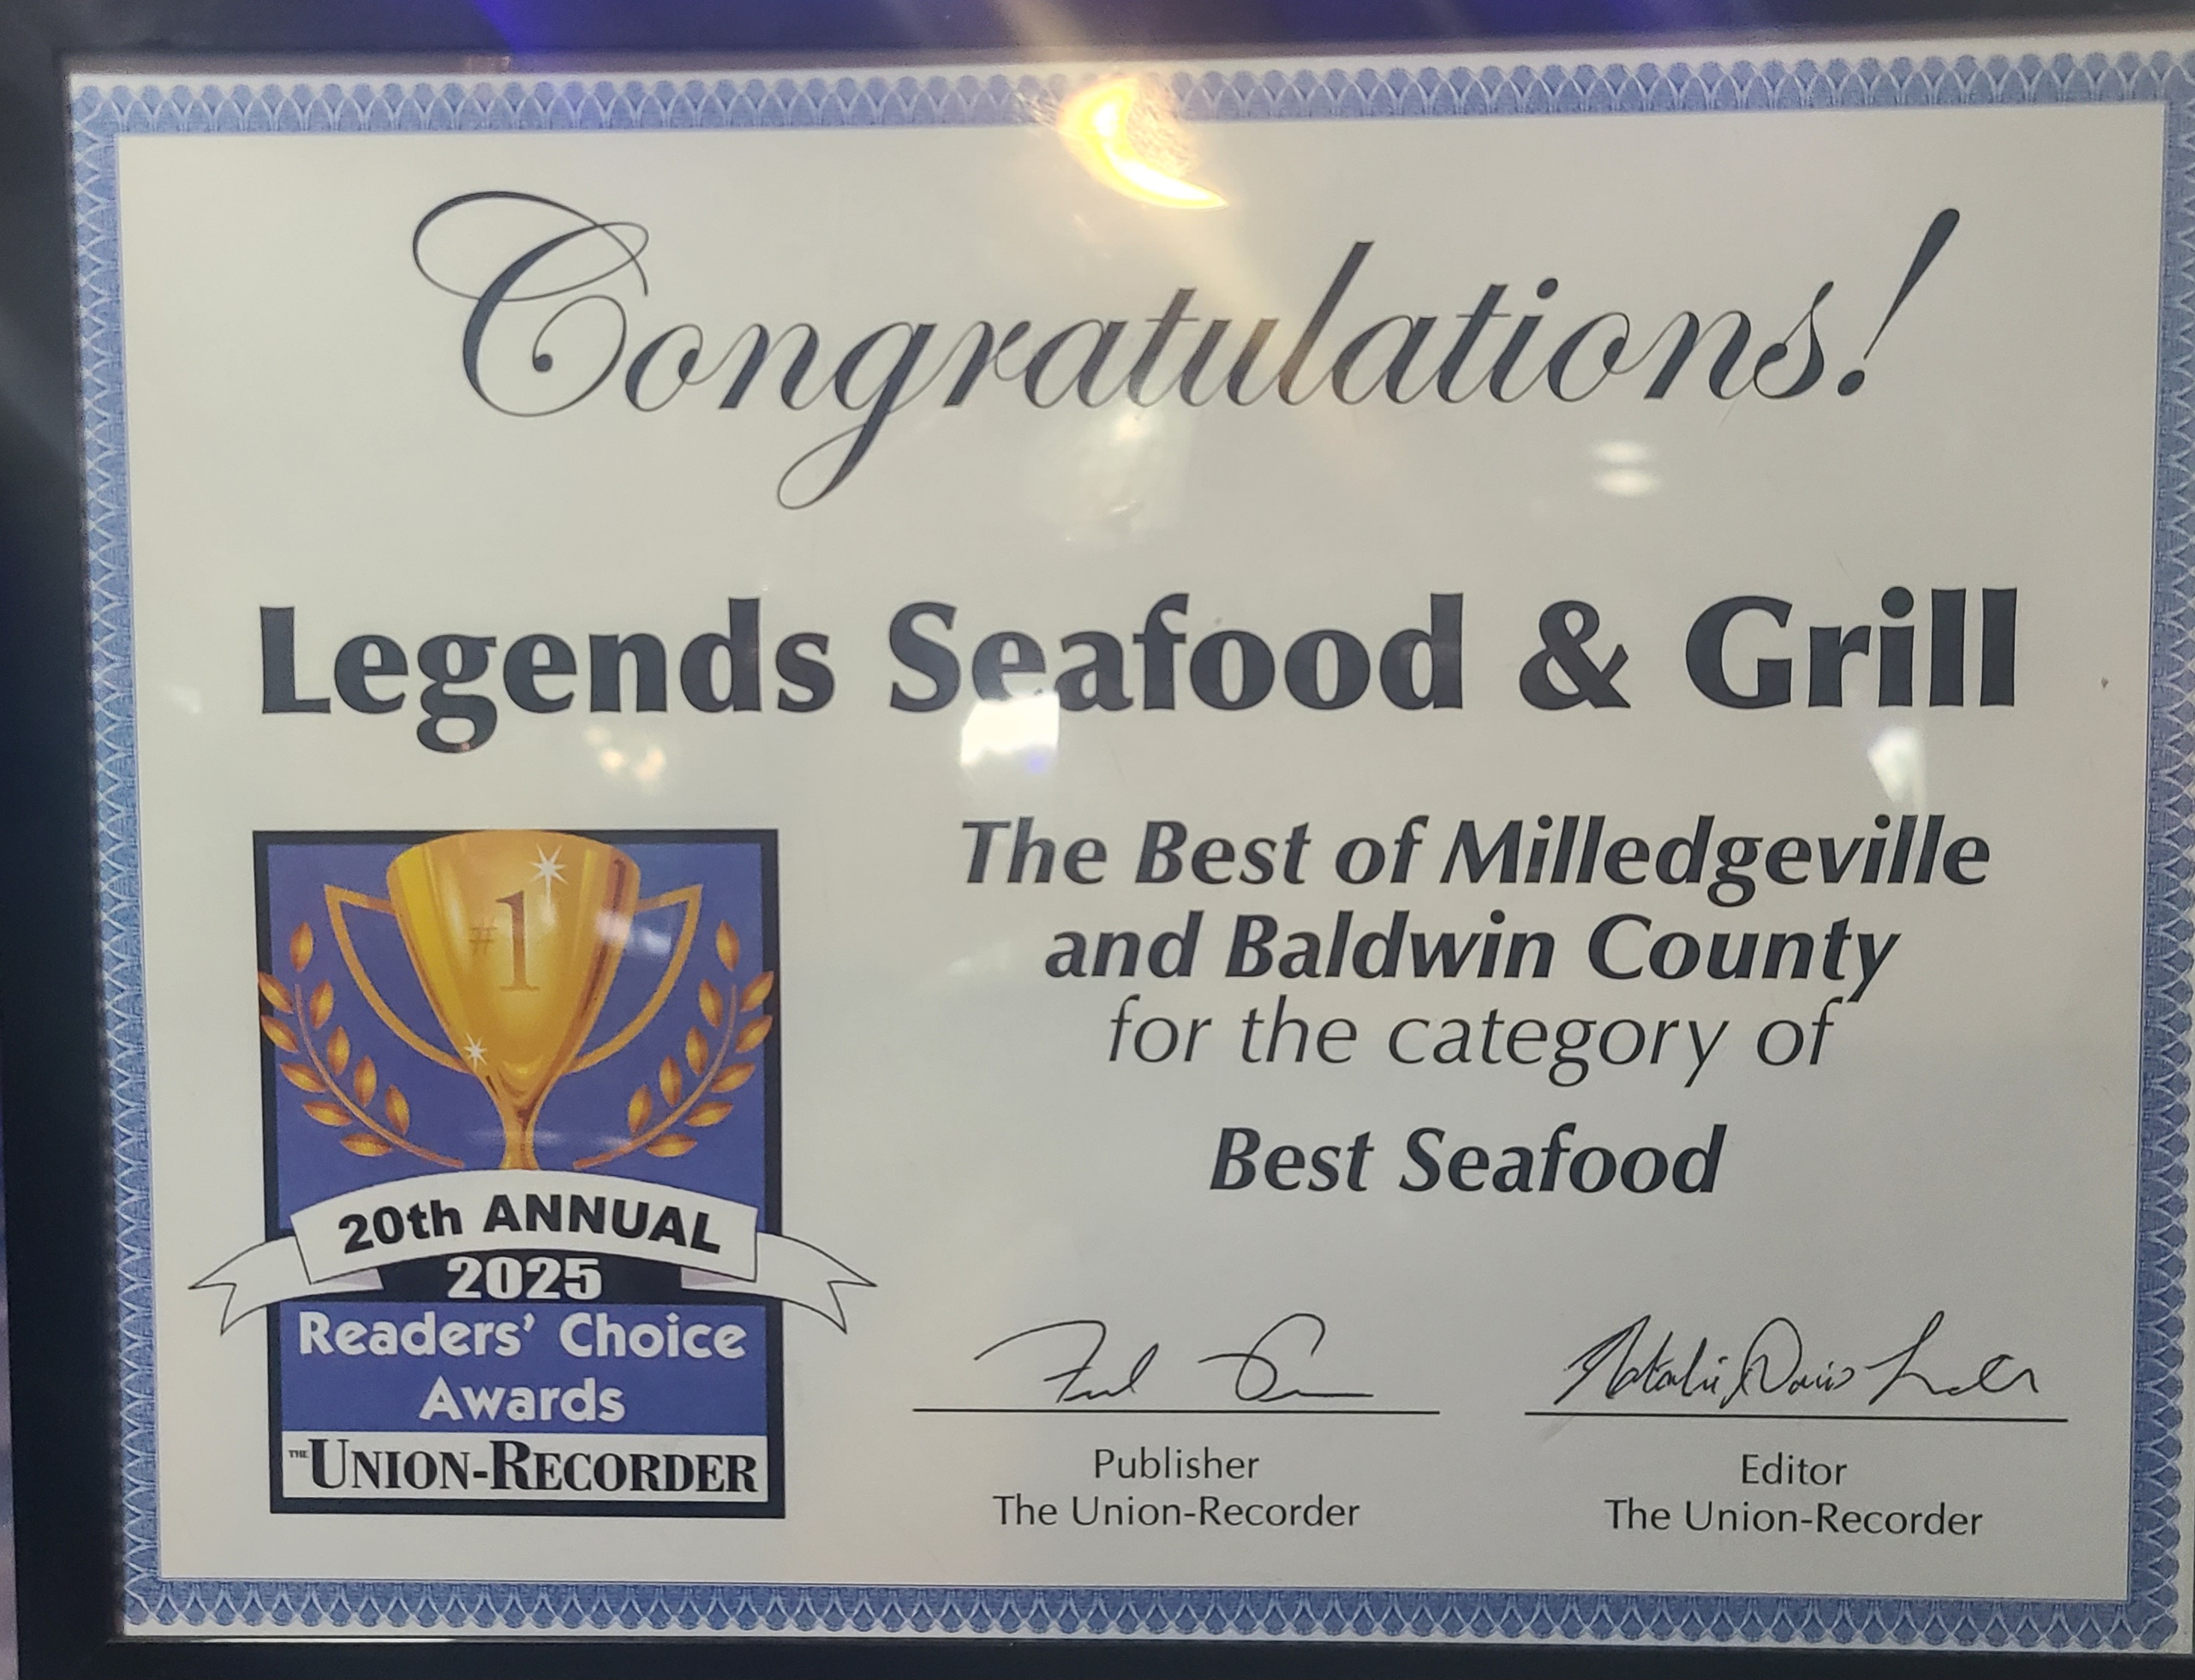 Congratulations!
Legends Seafood & Grill
The Best of Milledgeville
and Baldwin County
for the category of
Best Seafood
#1
20th ANNUAL
2025
Readers' Choice
Awards
THE UNION-RECORDER
Publisher
The Union-Recorder
Editor
The Union-Recorder